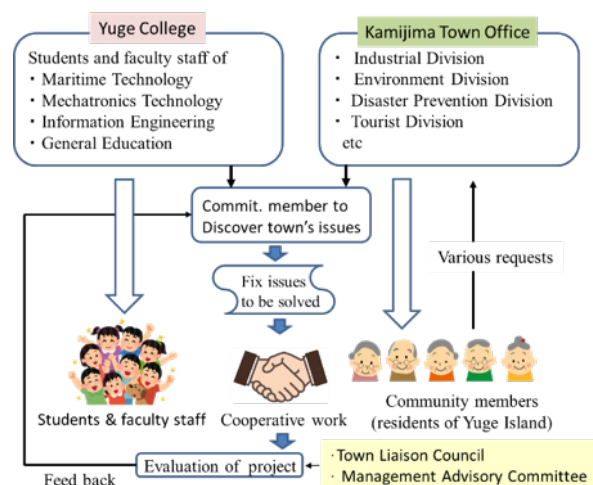 Yuge College
Students and faculty staff of
・ Maritime Technology
・ Mechatronics Technology
・ Information Engineering
・ General Education
Kamijima Town Office
・ Industrial Division
・ Environment Division
・ Disaster Prevention Division
・ Tourist Division
etc
Commit. member to
Discover town's issues
Various requests
Fix issues
to be solved
Students & faculty staff
Cooperative work
Community members
(residents of Yuge Island)
Feed back
Evaluation of project
・Town Liaison Council
・ Management Advisory Committee